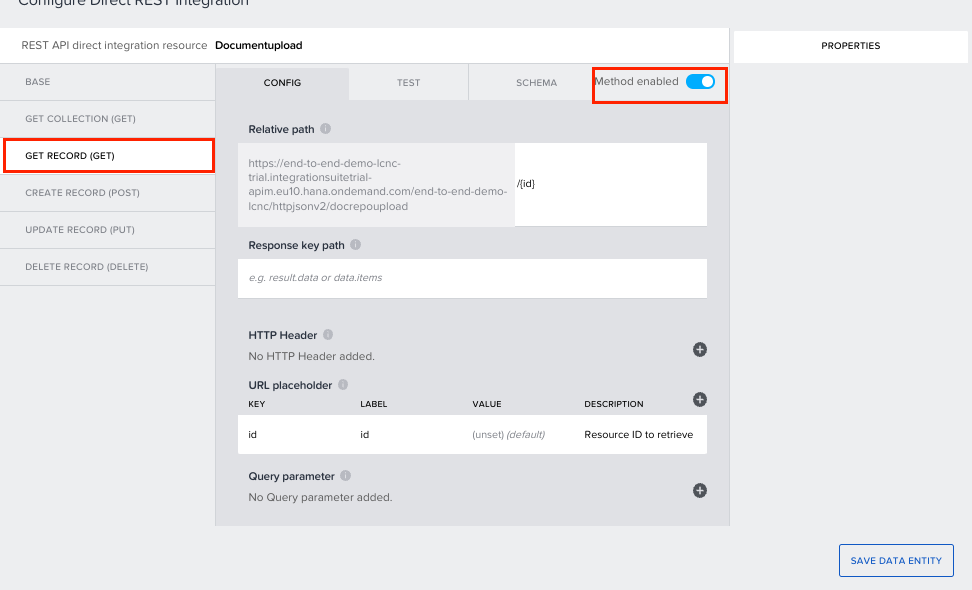 Configure Direct REST Integration
REST API direct integration resource Documentupload
PROPERTIES
BASE
GET COLLECTION (GET)
GET RECORD (GET)
CREATE RECORD (POST)
UPDATE RECORD (PUT)
DELETE RECORD (DELETE)
CONFIG
TEST
SCHEMA
Method enabled
Relative path
https://end-to-end-demo-lcnc-
trial.integrationsuitetrial-
apim.eu10.hana.ondemand.com/end-to-end-demo-
lcnc/httpjsonv2/docrepoupload
/{id}
Response key path
e.g. result.data or data.items
HTTP Header
No HTTP Header added.
URL placeholder
KEY LABEL VALUE DESCRIPTION
id id (unset) (default) Resource ID to retrieve
Query parameter
No Query parameter added.
SAVE DATA ENTITY